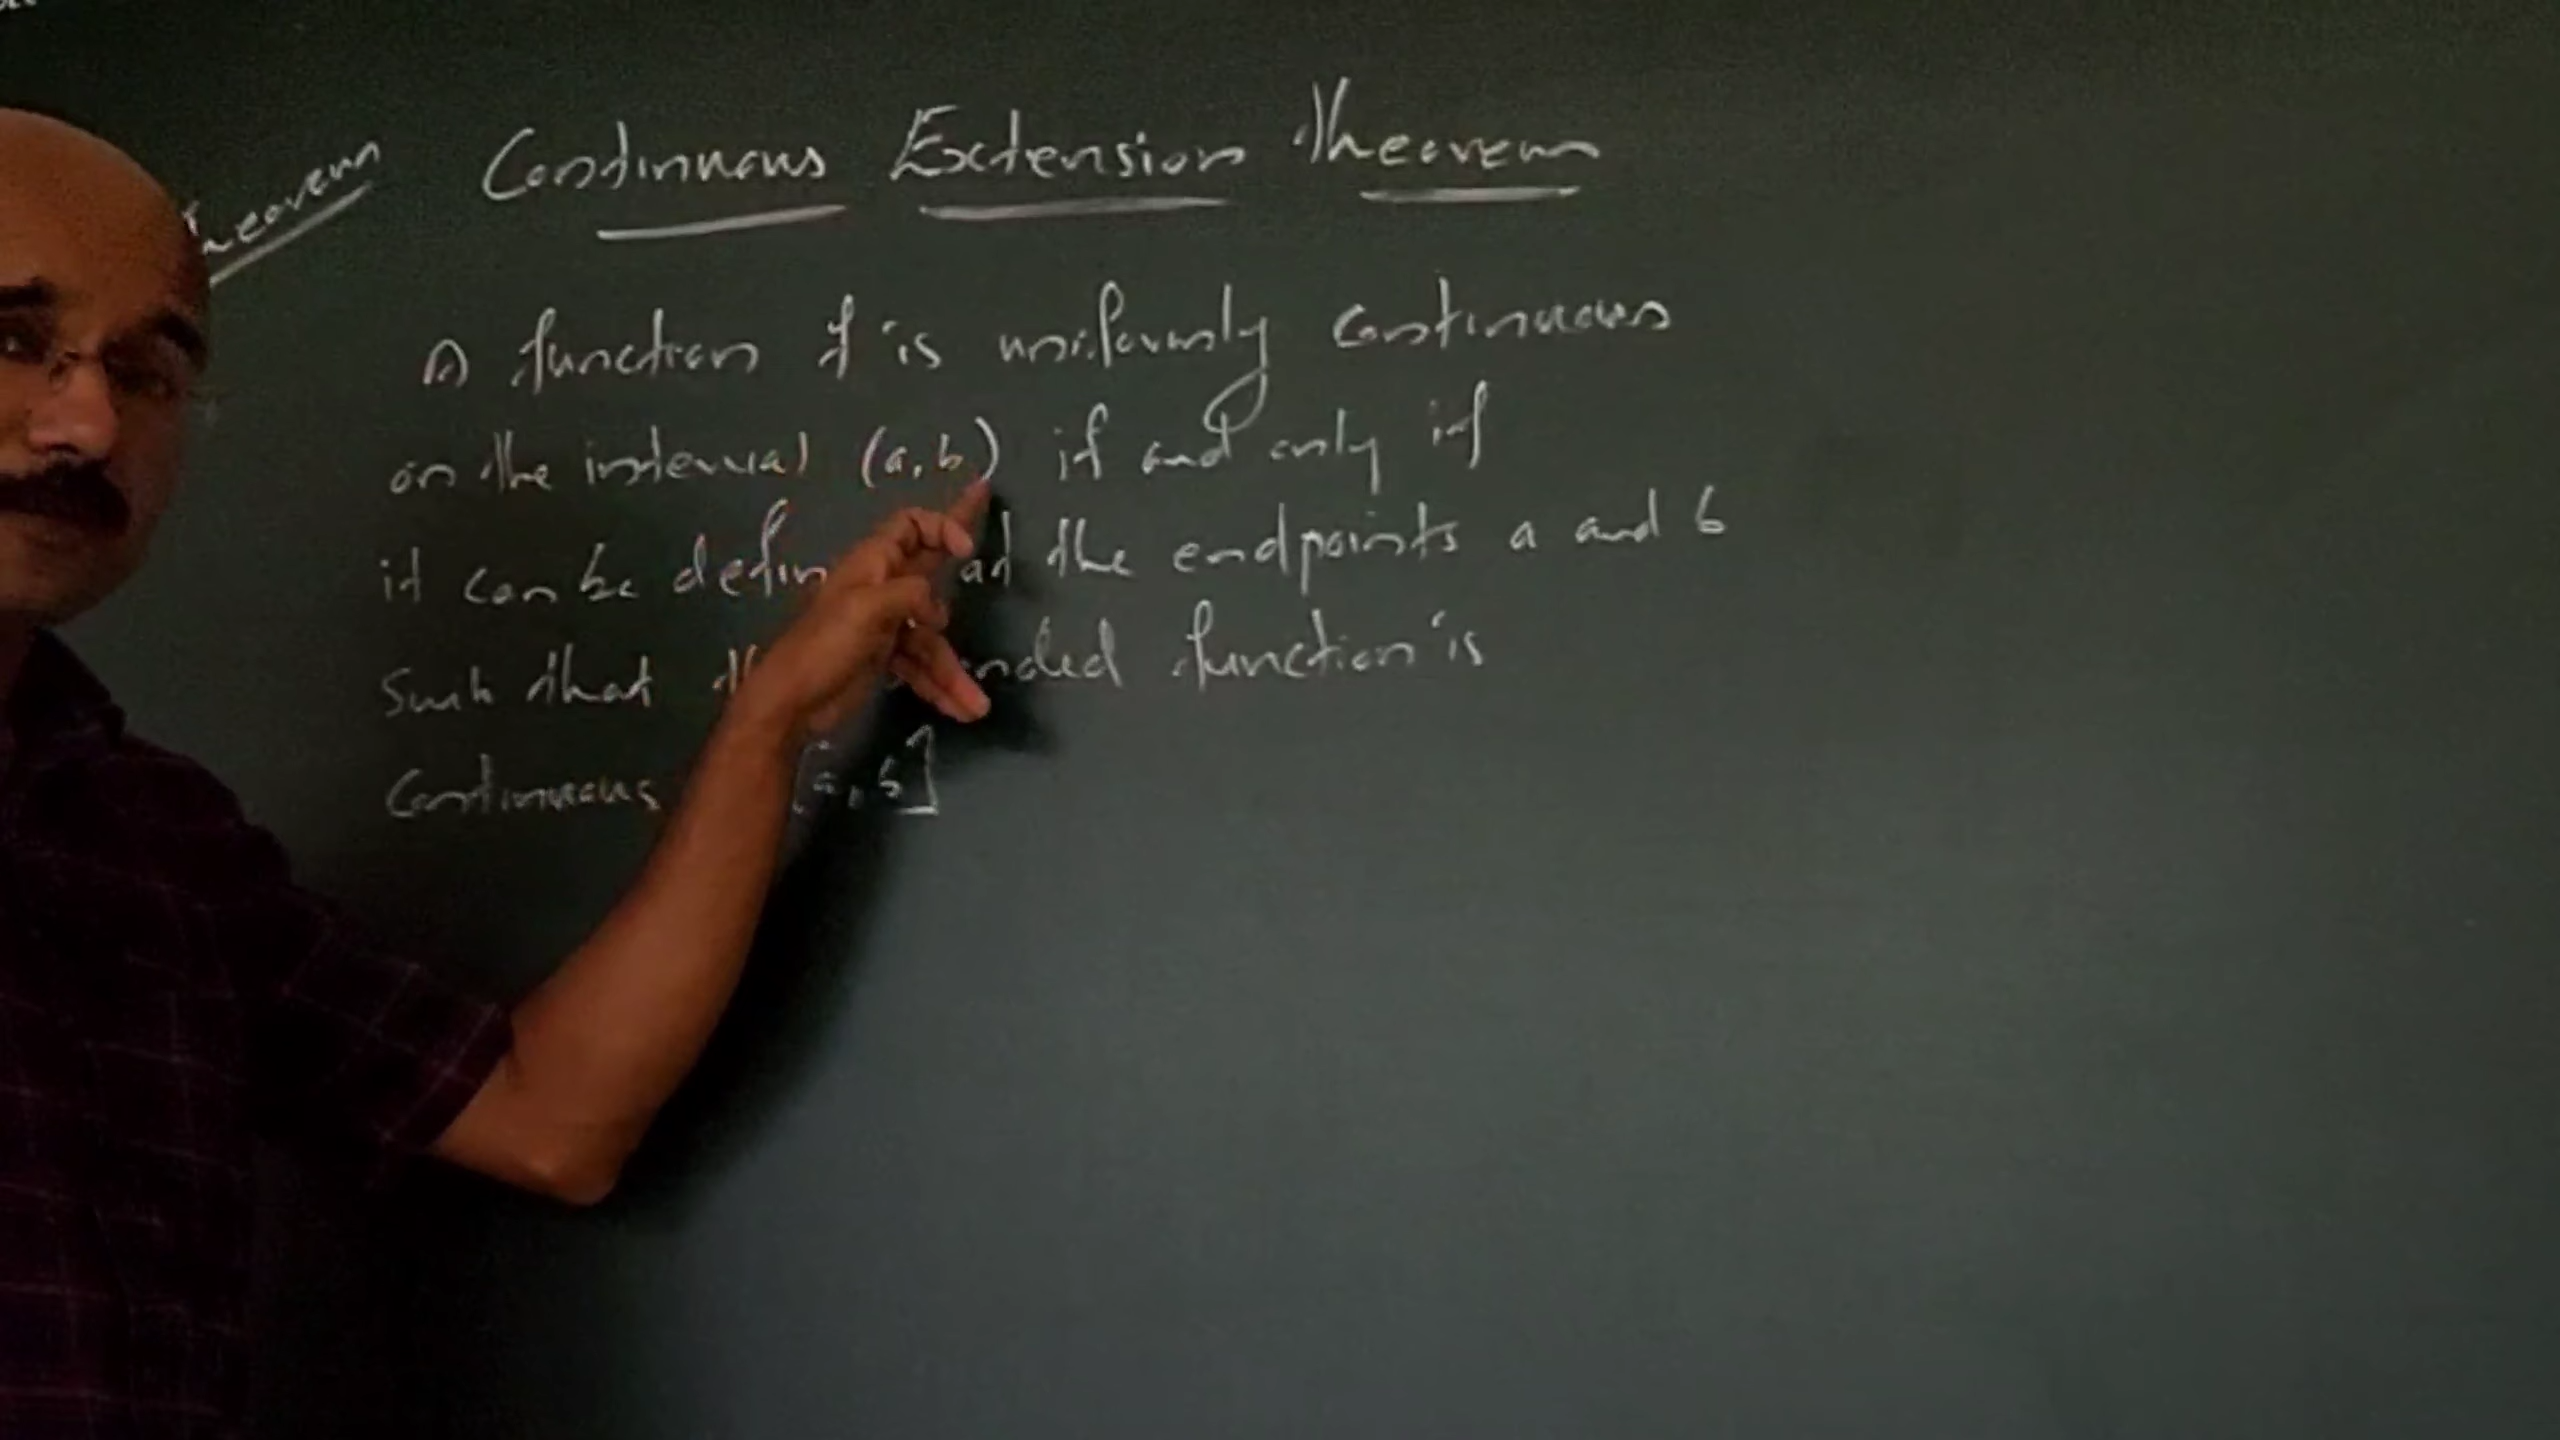 Theorem
Continuous Extension Theorem
A function f is uniformly continuous
on the interval (a, b) if and only if
it can be defin at the endpoints a and b
Such that nded function is
Continuous [a, b]